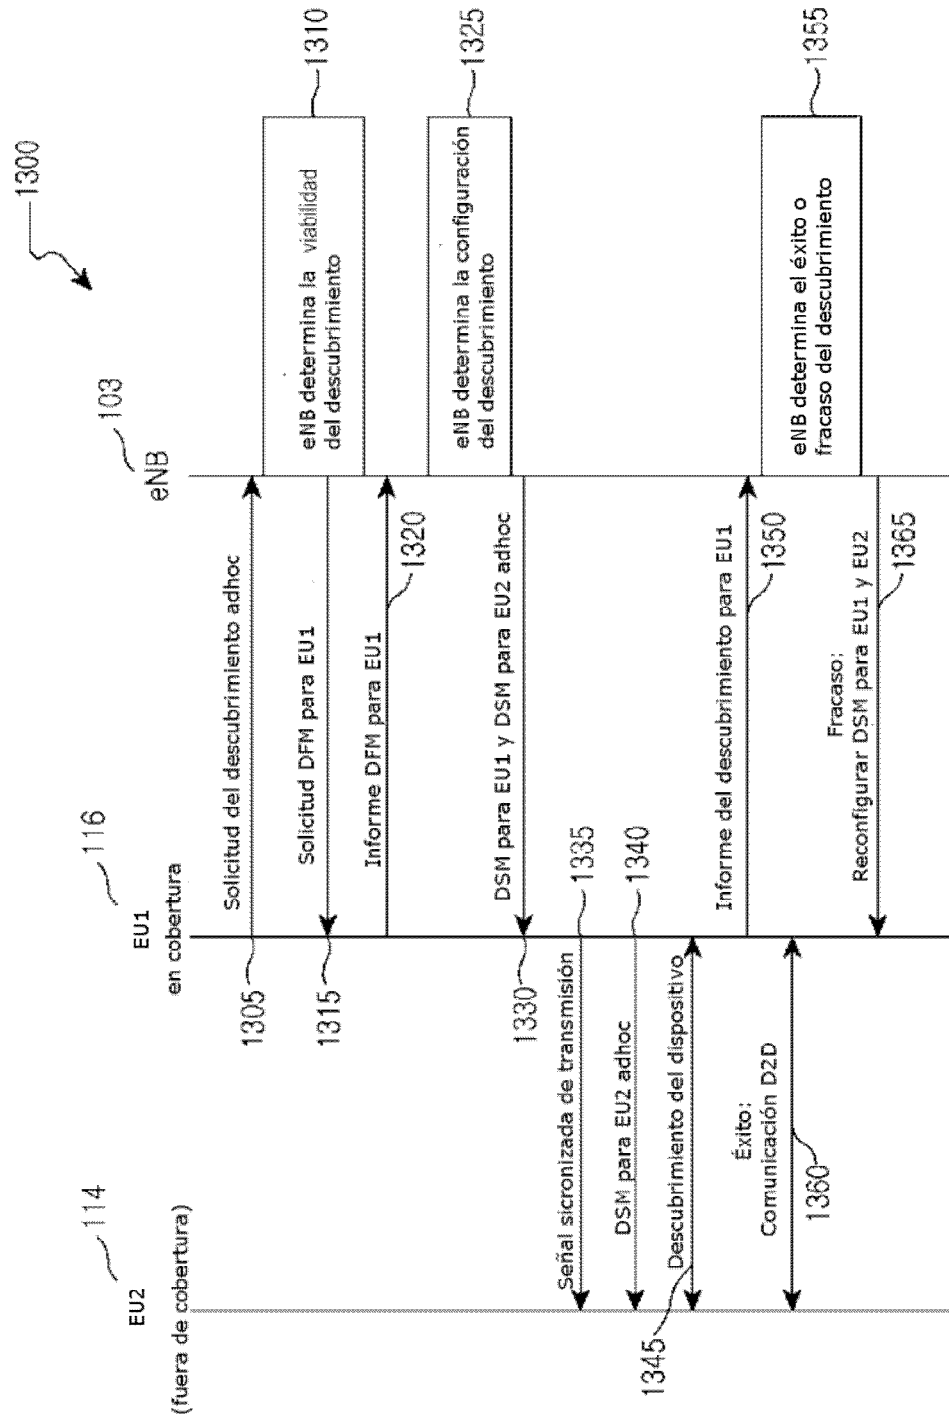 1300
EU2
114
(fuera de cobertura)
EU1
116
en cobertura
eNB
103
Solicitud del descubrimiento adhoc
1305
eNB determina la viabilidad
del descubrimiento
1310
Solicitud DFM para EU1
1315
Informe DFM para EU1
1320
eNB determina la configuración
del descubrimiento
1325
DSM para EU1 y DSM para EU2 adhoc
1330
Señal sicronizada de transmisión
1335
DSM para EU2 adhoc
1340
Descubrimiento del dispositivo
1345
Informe del descubrimiento para EU1
1350
eNB determina el éxito o
fracaso del descubrimiento
1355
Éxito:
Comunicación D2D
1360
Fracaso:
Reconfigurar DSM para EU1 y EU2
1365